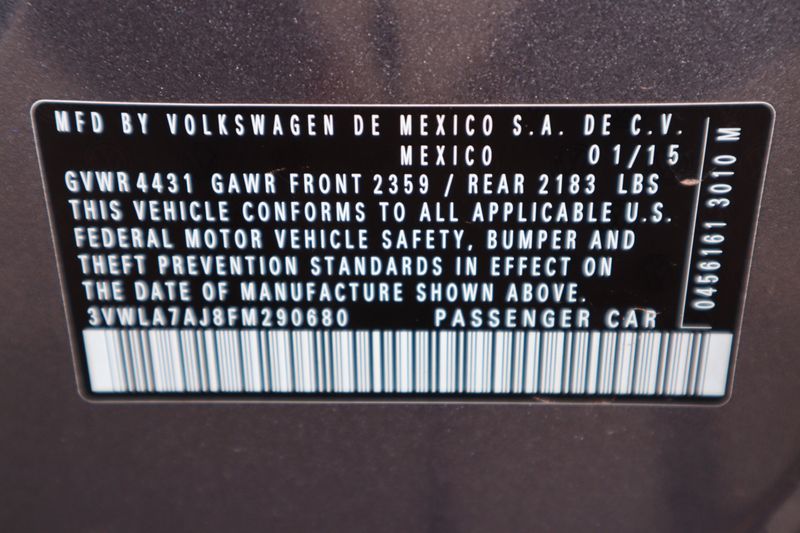 MFD BY VOLKSWAGEN DE MEXICO S.A. DE C.V.
MEXICO 01/15
GVWR 4431 GAWR FRONT 2359 / REAR 2183 LBS
THIS VEHICLE CONFORMS TO ALL APPLICABLE U.S.
FEDERAL MOTOR VEHICLE SAFETY, BUMPER AND
THEFT PREVENTION STANDARDS IN EFFECT ON
THE DATE OF MANUFACTURE SHOWN ABOVE.
3VWLA7AJ8FM290680 PASSENGER CAR
0456161 3010 M